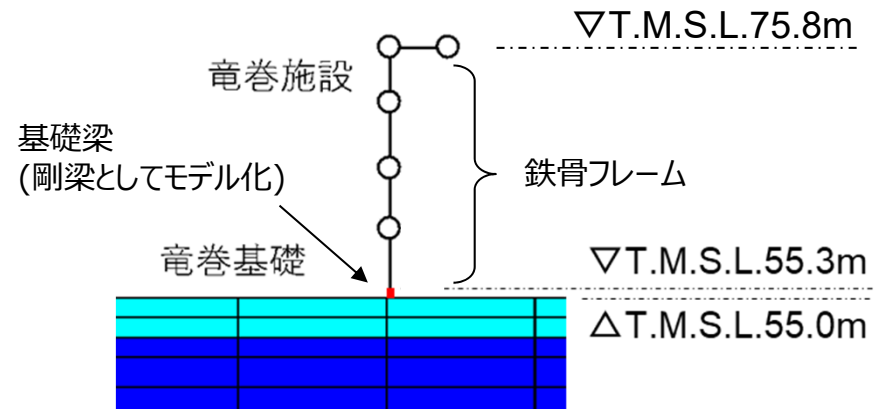 ▽T.M.S.L.75.8m
竜巻施設
基礎梁
(剛梁としてモデル化)
鉄骨フレーム
竜巻基礎
▽T.M.S.L.55.3m
△T.M.S.L.55.0m